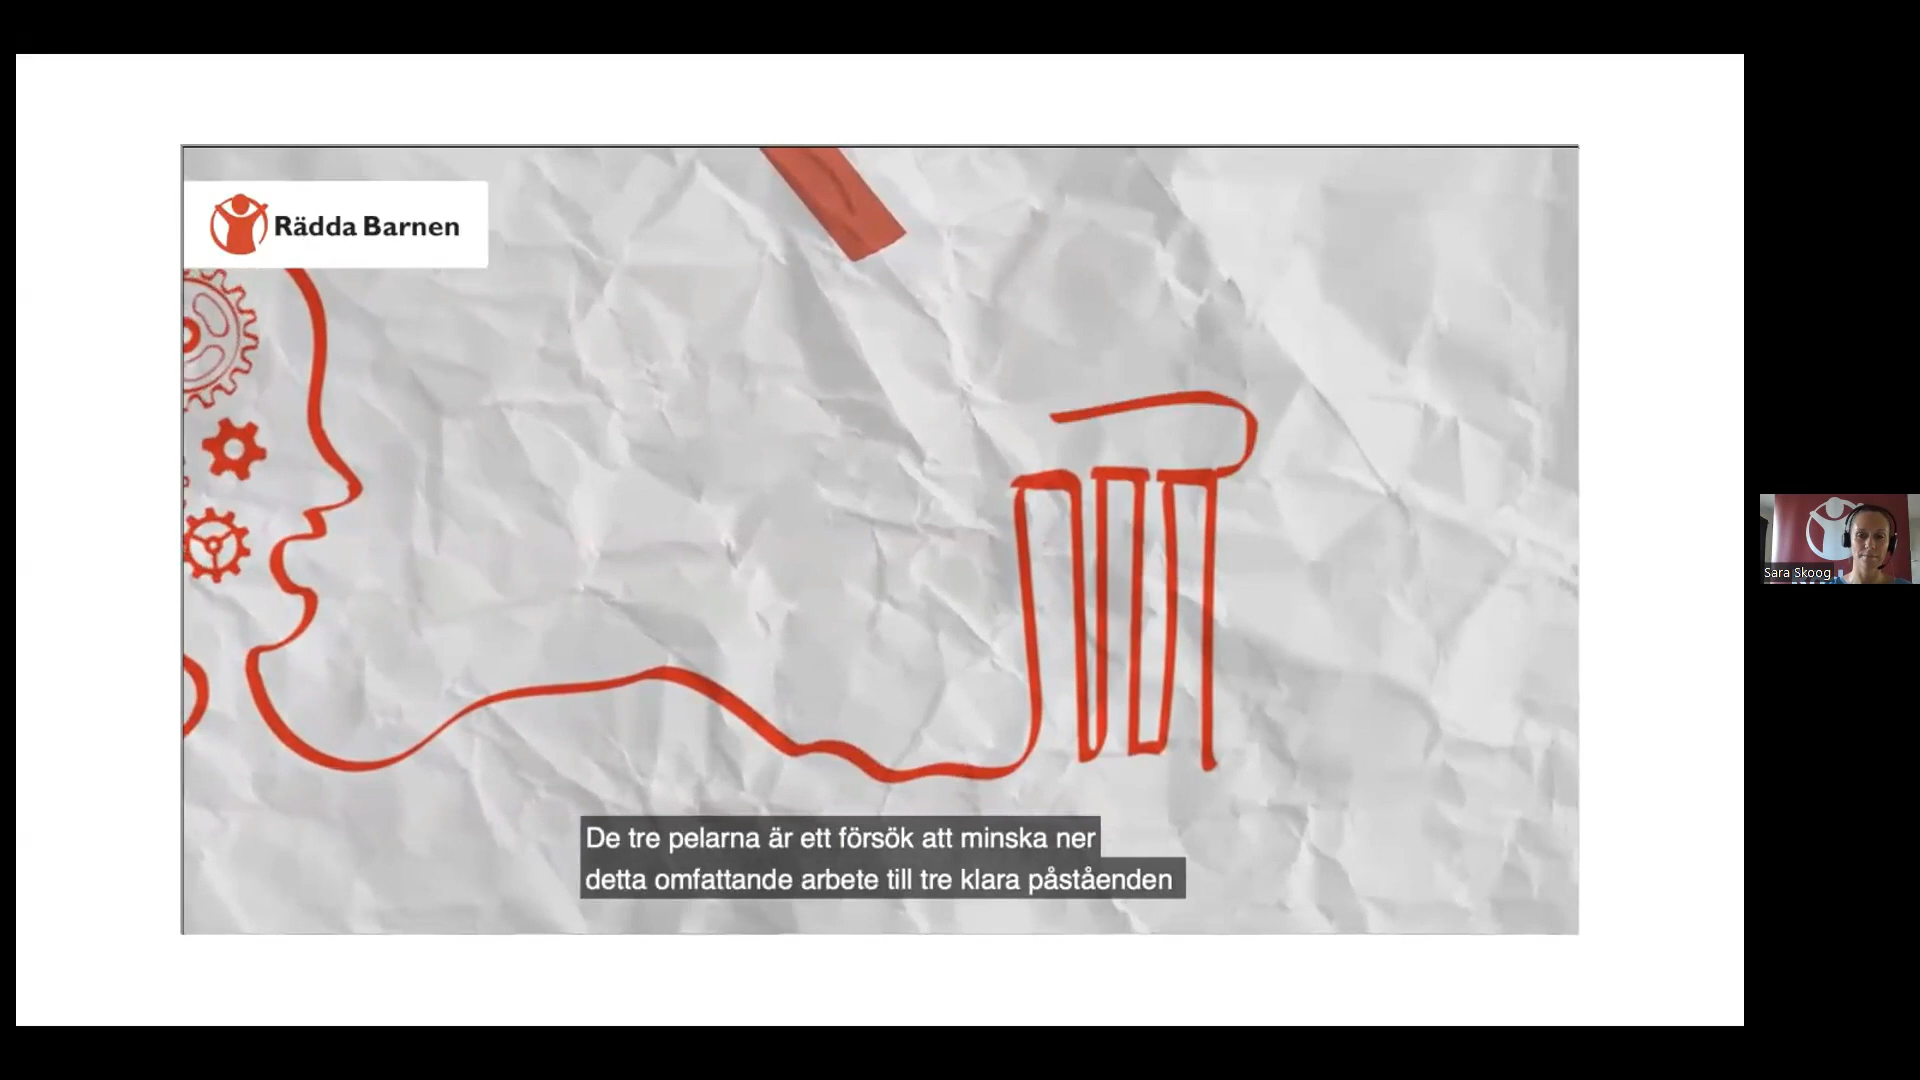 Rädda Barnen
De tre pelarna är ett försök att minska ner
detta omfattande arbete till tre klara påståenden
Sara Skoog